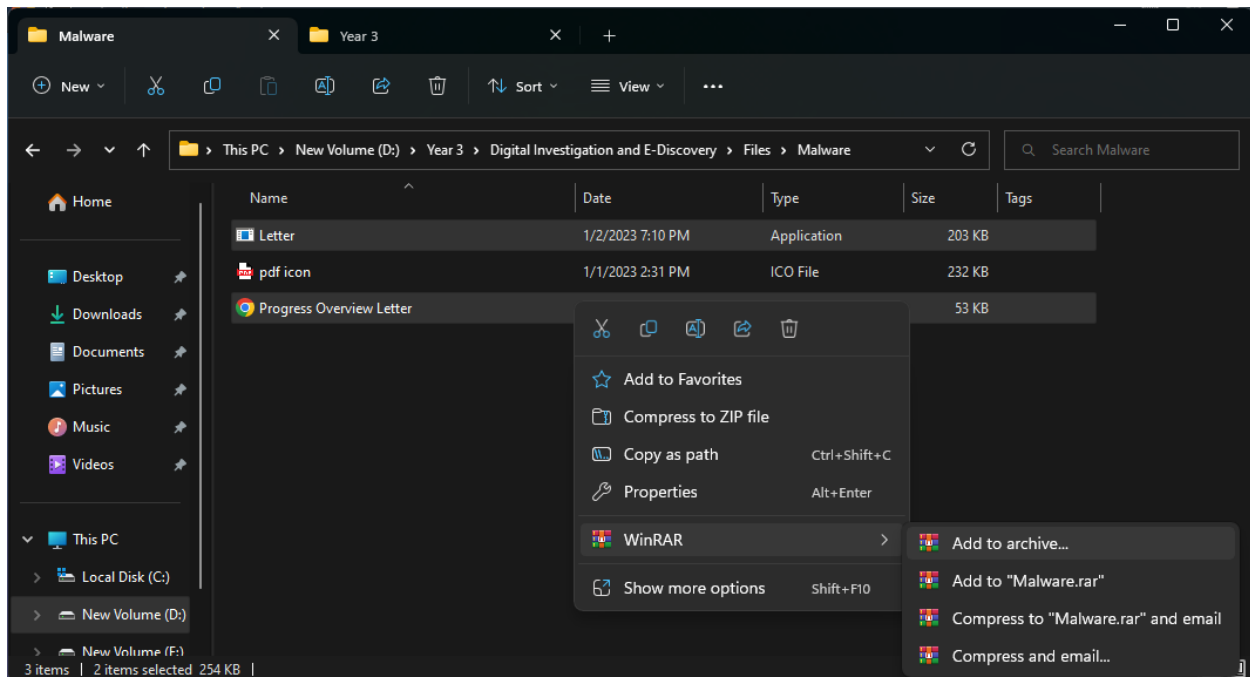 Malware
Year 3
New
Sort
View
This PC > New Volume (D:) > Year 3 > Digital Investigation and E-Discovery > Files > Malware
Search Malware
Home
Desktop
Downloads
Documents
Pictures
Music
Videos
This PC
Local Disk (C:)
New Volume (D:)
New Volume (F:)
Name Date Type Size Tags
Letter 1/2/2023 7:10 PM Application 203 KB
pdf icon 1/1/2023 2:31 PM ICO File 232 KB
Progress Overview Letter 53 KB
Add to Favorites
Compress to ZIP file
Copy as path Ctrl+Shift+C
Properties Alt+Enter
WinRAR
Show more options Shift+F10
Add to archive...
Add to "Malware.rar"
Compress to "Malware.rar" and email
Compress and email...
3 items | 2 items selected 254 KB |